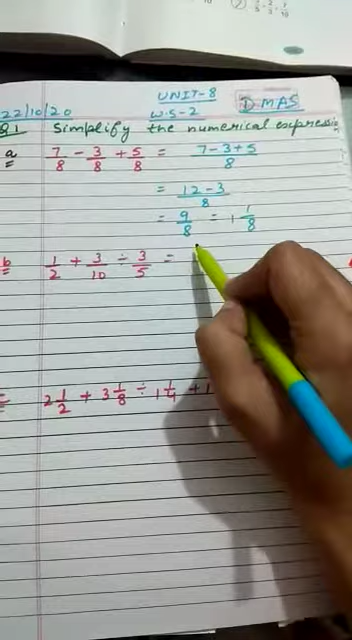 UNIT-8
22/10/20 W.S-2 DMAS
Q1 Simplify the numerical expression
a 7/8 - 3/8 + 5/8 = 7-3+5/8
= 12-3/8
= 9/8 = 1 1/8
b 1/2 + 3/10 ÷ 3/5 =
2 1/2 + 3 1/8 ÷ 1 1/4 + 1